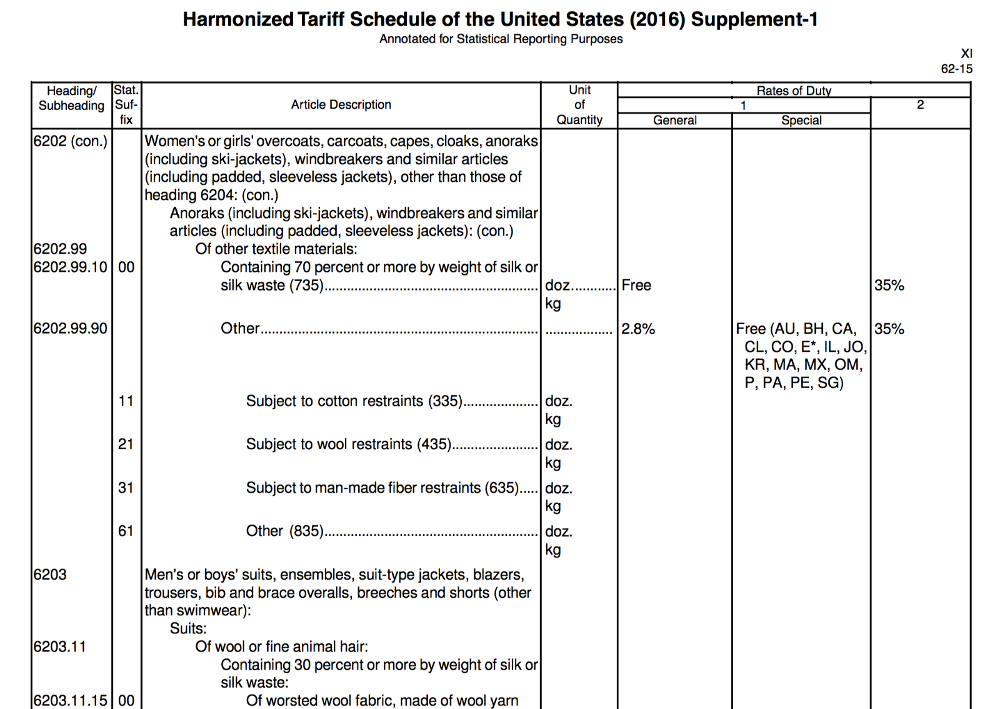 Harmonized Tariff Schedule of the United States (2016) Supplement-1
Annotated for Statistical Reporting Purposes
XI
62-15
Heading/ Stat. Article Description Unit Rates of Duty
Subheading Suf- of 1 2
fix Quantity General Special
6202 (con.) Women's or girls' overcoats, carcoats, capes, cloaks, anoraks
(including ski-jackets), windbreakers and similar articles
(including padded, sleeveless jackets), other than those of
heading 6204: (con.)
Anoraks (including ski-jackets), windbreakers and similar
articles (including padded, sleeveless jackets): (con.)
6202.99 Of other textile materials:
6202.99.10 00 Containing 70 percent or more by weight of silk or
silk waste (735)................................................... doz........... Free 35%
kg
6202.99.90 Other.................................................................. ................ 2.8% Free (AU, BH, CA, 35%
CL, CO, E*, IL, JO,
KR, MA, MX, OM,
P, PA, PE, SG)
11 Subject to cotton restraints (335).................. doz.
kg
21 Subject to wool restraints (435).................... doz.
kg
31 Subject to man-made fiber restraints (635)..... doz.
kg
61 Other (835)................................................... doz.
kg
6203 Men's or boys' suits, ensembles, suit-type jackets, blazers,
trousers, bib and brace overalls, breeches and shorts (other
than swimwear):
Suits:
6203.11 Of wool or fine animal hair:
Containing 30 percent or more by weight of silk or
silk waste:
6203.11.15 00 Of worsted wool fabric, made of wool yarn